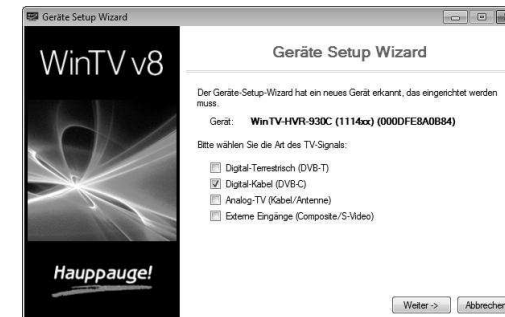 Geräte Setup Wizard
WinTV v8
Geräte Setup Wizard
Der Geräte-Setup-Wizard hat ein neues Gerät erkannt, das eingerichtet werden
muss.
Gerät: WinTV-HVR-930C (1114xx) (000DFE8A0B84)
Bitte wählen Sie die Art des TV-Signals:
Digital-Terrestrisch (DVB-T)
Digital-Kabel (DVB-C)
Analog-TV (Kabel/Antenne)
Externe Eingänge (Composite/S-Video)
Hauppauge!
Weiter -> Abbrechen